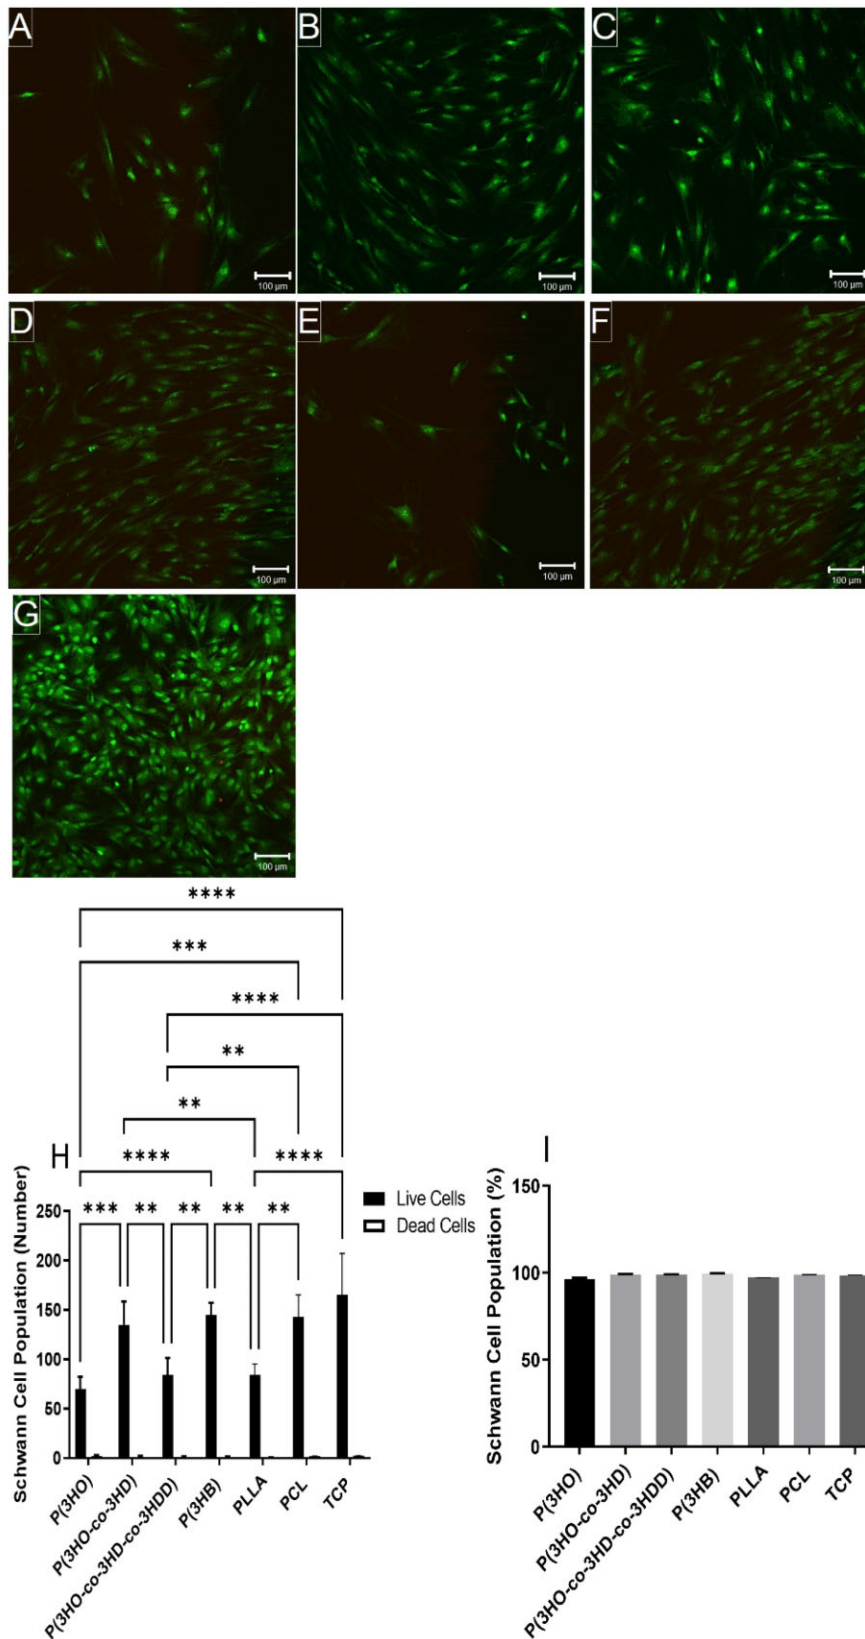 A
B
C
100 µm
100 µm
100 µm
D
E
F
100 µm
100 µm
100 µm
G
100 µm
****
***
****
**
**
H
****
****
I
*** ** ** ** **
Live Cells
Dead Cells
Schwann Cell Population (Number)
250
200
150
100
50
0
P(3HO)
P(3HO-co-3HD)
P(3HO-co-3HD-co-3HDD)
P(3HB)
PLLA
PCL
TCP
Schwann Cell Population (%)
150
100
50
0
P(3HO)
P(3HO-co-3HD)
P(3HO-co-3HD-co-3HDD)
P(3HB)
PLLA
PCL
TCP